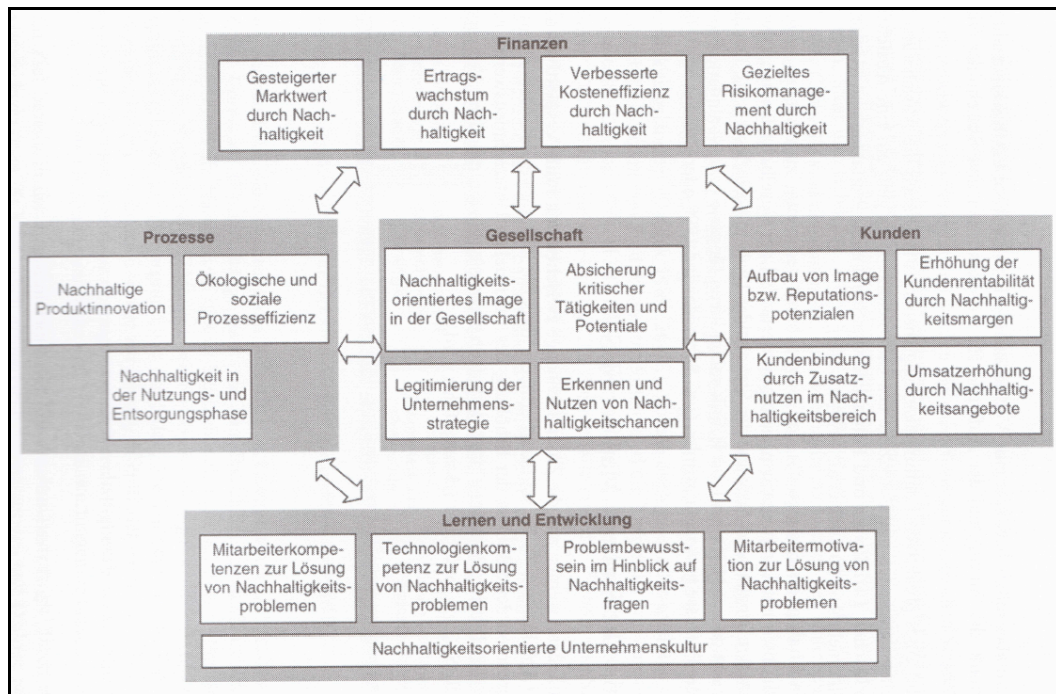 Finanzen
Gesteigerter
Marktwert
durch Nach-
haltigkeit
Ertrags-
wachstum
durch Nach-
haltigkeit
Verbesserte
Kosteneffizienz
durch Nach-
haltigkeit
Gezieltes
Risikomanage-
ment durch
Nachhaltigkeit
Prozesse
Nachhaltige
Produktinnovation
Ökologische und
soziale
Prozesseffizienz
Nachhaltigkeit in
der Nutzungs- und
Entsorgungsphase
Gesellschaft
Nachhaltigkeits-
orientiertes Image
in der Gesellschaft
Absicherung
kritischer
Tätigkeiten und
Potentiale
Legitimierung der
Unternehmens-
strategie
Erkennen und
Nutzen von Nach-
haltigkeitschancen
Kunden
Aufbau von Image
bzw. Reputations-
potenzialen
Erhöhung der
Kundenrentabilität
durch Nachhaltig-
keitsmargen
Kundenbindung
durch Zusatz-
nutzen im Nach-
haltigkeitsbereich
Umsatzerhöhung
durch Nachhaltig-
keitsangebote
Lernen und Entwicklung
Mitarbeiterkompe-
tenzen zur Lösung
von Nachhaltigkeits-
problemen
Technologienkom-
petenz zur Lösung
von Nachhaltigkeits-
problemen
Problembewusst-
sein im Hinblick auf
Nachhaltigkeits-
fragen
Mitarbeitermotiva-
tion zur Lösung von
Nachhaltigkeits-
problemen
Nachhaltigkeitsorientierte Unternehmenskultur